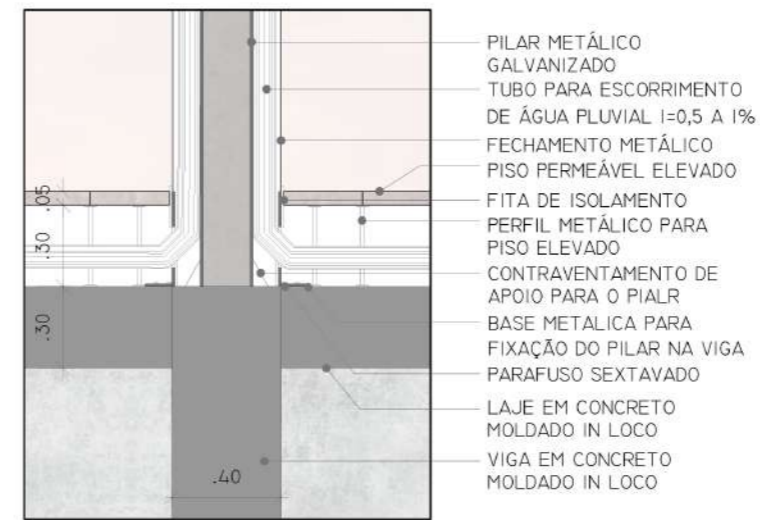 PILAR METÁLICO
GALVANIZADO
TUBO PARA ESCORRIMENTO
DE ÁGUA PLUVIAL I=0,5 A 1%
FECHAMENTO METÁLICO
PISO PERMEÁVEL ELEVADO
FITA DE ISOLAMENTO
PERFIL METÁLICO PARA
PISO ELEVADO
CONTRAVENTAMENTO DE
APOIO PARA O PIALR
BASE METALICA PARA
FIXAÇÃO DO PILAR NA VIGA
PARAFUSO SEXTAVADO
LAJE EM CONCRETO
MOLDADO IN LOCO
VIGA EM CONCRETO
MOLDADO IN LOCO
.05
.30
.30
.40